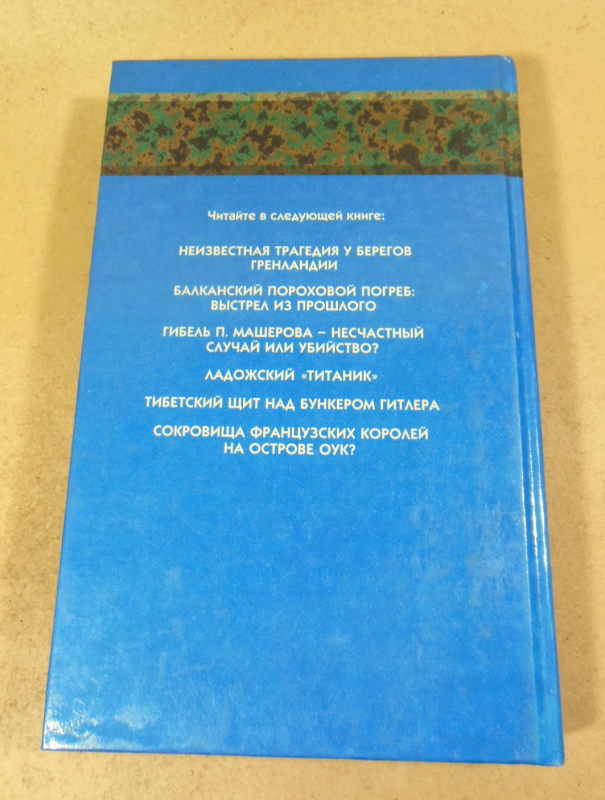 Читайте в следующей книге:
НЕИЗВЕСТНАЯ ТРАГЕДИЯ У БЕРЕГОВ
ГРЕНЛАНДИИ
БАЛКАНСКИЙ ПОРОХОВОЙ ПОГРЕБ:
ВЫСТРЕЛ ИЗ ПРОШЛОГО
ГИБЕЛЬ П. МАШЕРОВА – НЕСЧАСТНЫЙ
СЛУЧАЙ ИЛИ УБИЙСТВО?
ЛАДОЖСКИЙ «ТИТАНИК»
ТИБЕТСКИЙ ЩИТ НАД БУНКЕРОМ ГИТЛЕРА
СОКРОВИЩА ФРАНЦУЗСКИХ КОРОЛЕЙ
НА ОСТРОВЕ ОУК?